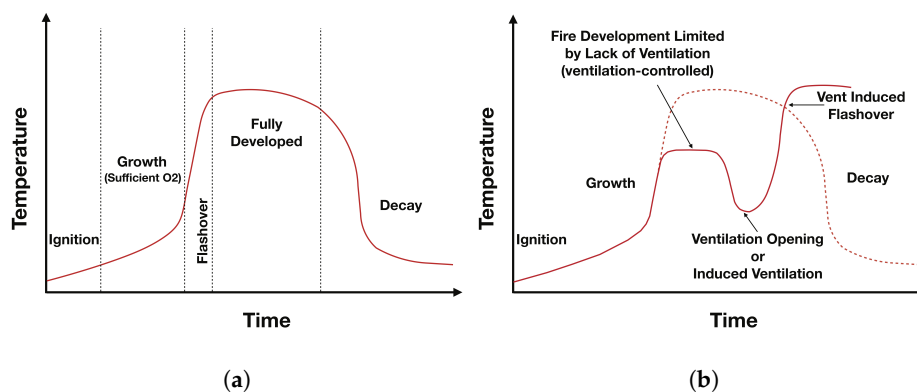 Temperature
Ignition
Growth
(Sufficient O2)
Flashover
Fully
Developed
Decay
Time
(a)
Temperature
Fire Development Limited
by Lack of Ventilation
(ventilation-controlled)
Vent Induced
Flashover
Growth
Decay
Ignition
Ventilation Opening
or
Induced Ventilation
Time
(b)